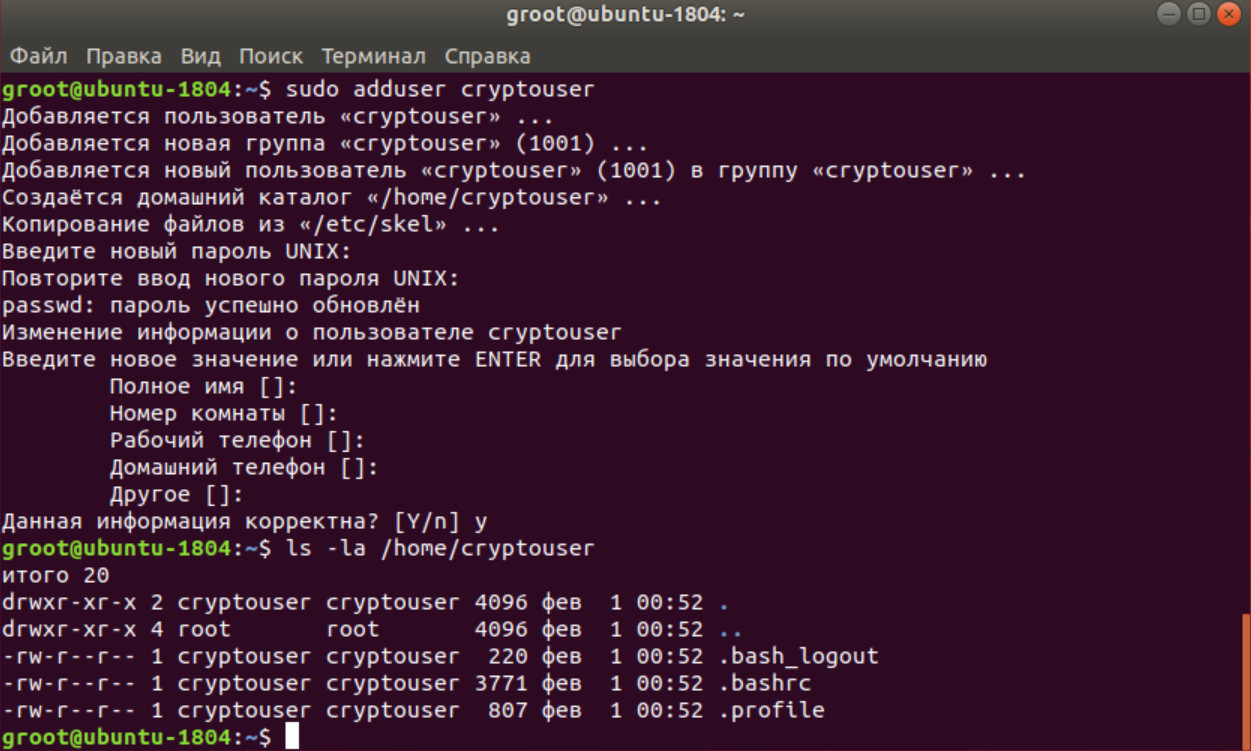 groot@ubuntu-1804: ~
Файл Правка Вид Поиск Терминал Справка
groot@ubuntu-1804:~$ sudo adduser cryptouser
Добавляется пользователь «cryptouser» ...
Добавляется новая группа «cryptouser» (1001) ...
Добавляется новый пользователь «cryptouser» (1001) в группу «cryptouser» ...
Создаётся домашний каталог «/home/cryptouser» ...
Копирование файлов из «/etc/skel» ...
Введите новый пароль UNIX:
Повторите ввод нового пароля UNIX:
passwd: пароль успешно обновлён
Изменение информации о пользователе cryptouser
Введите новое значение или нажмите ENTER для выбора значения по умолчанию
        Полное имя []:
        Номер комнаты []:
        Рабочий телефон []:
        Домашний телефон []:
        Другое []:
Данная информация корректна? [Y/n] y
groot@ubuntu-1804:~$ ls -la /home/cryptouser
итого 20
drwxr-xr-x 2 cryptouser cryptouser 4096 фев  1 00:52 .
drwxr-xr-x 4 root       root       4096 фев  1 00:52 ..
-rw-r--r-- 1 cryptouser cryptouser  220 фев  1 00:52 .bash_logout
-rw-r--r-- 1 cryptouser cryptouser 3771 фев  1 00:52 .bashrc
-rw-r--r-- 1 cryptouser cryptouser  807 фев  1 00:52 .profile
groot@ubuntu-1804:~$